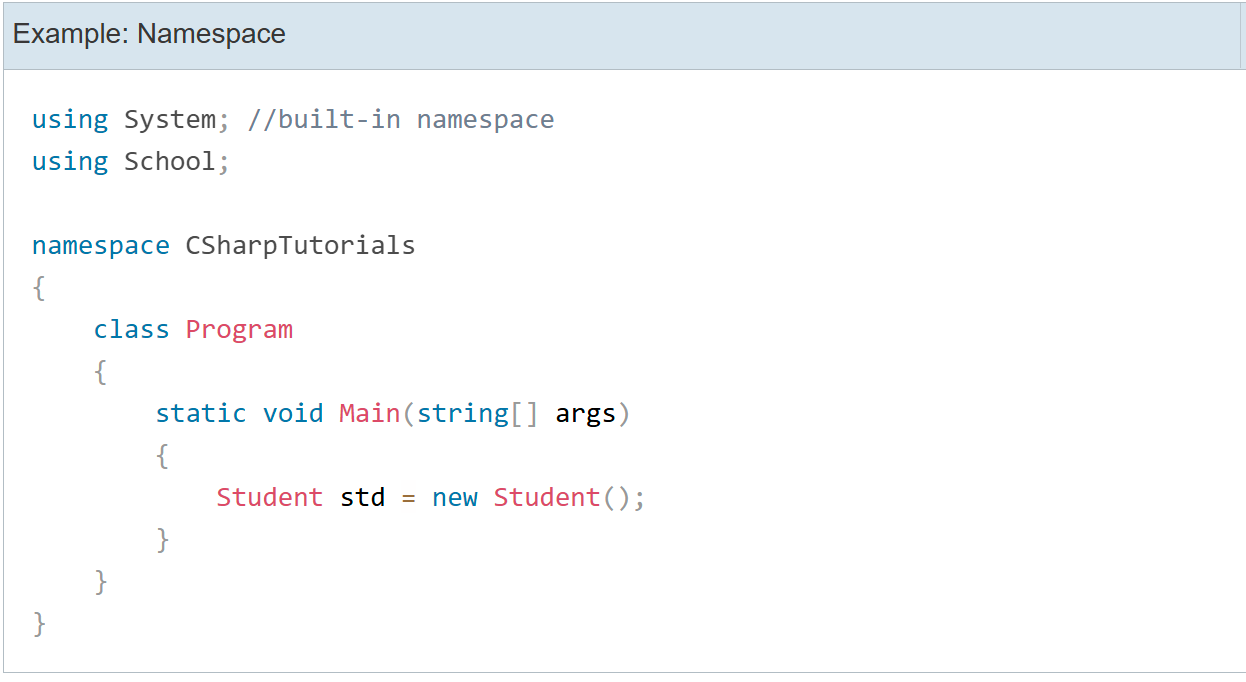 Example: Namespace
using System; //built-in namespace
using School;
namespace CSharpTutorials
{
    class Program
    {
        static void Main(string[] args)
        {
            Student std = new Student();
        }
    }
}